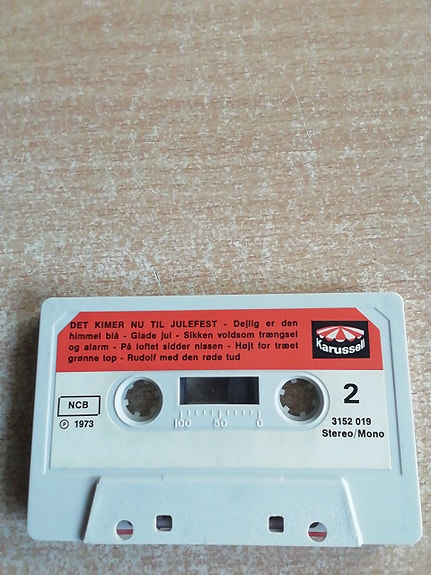 DET KIMER NU TIL JULEFEST - Dejlig er den
himmel blå - Glade jul - Sikken voldsom trængsel
og alarm - På loftet sidder nissen - Højt for træet
grønne top - Rudolf med den røde tud
Karussell
NCB
2
℗ 1973
100 50 0
3152 019
Stereo/Mono